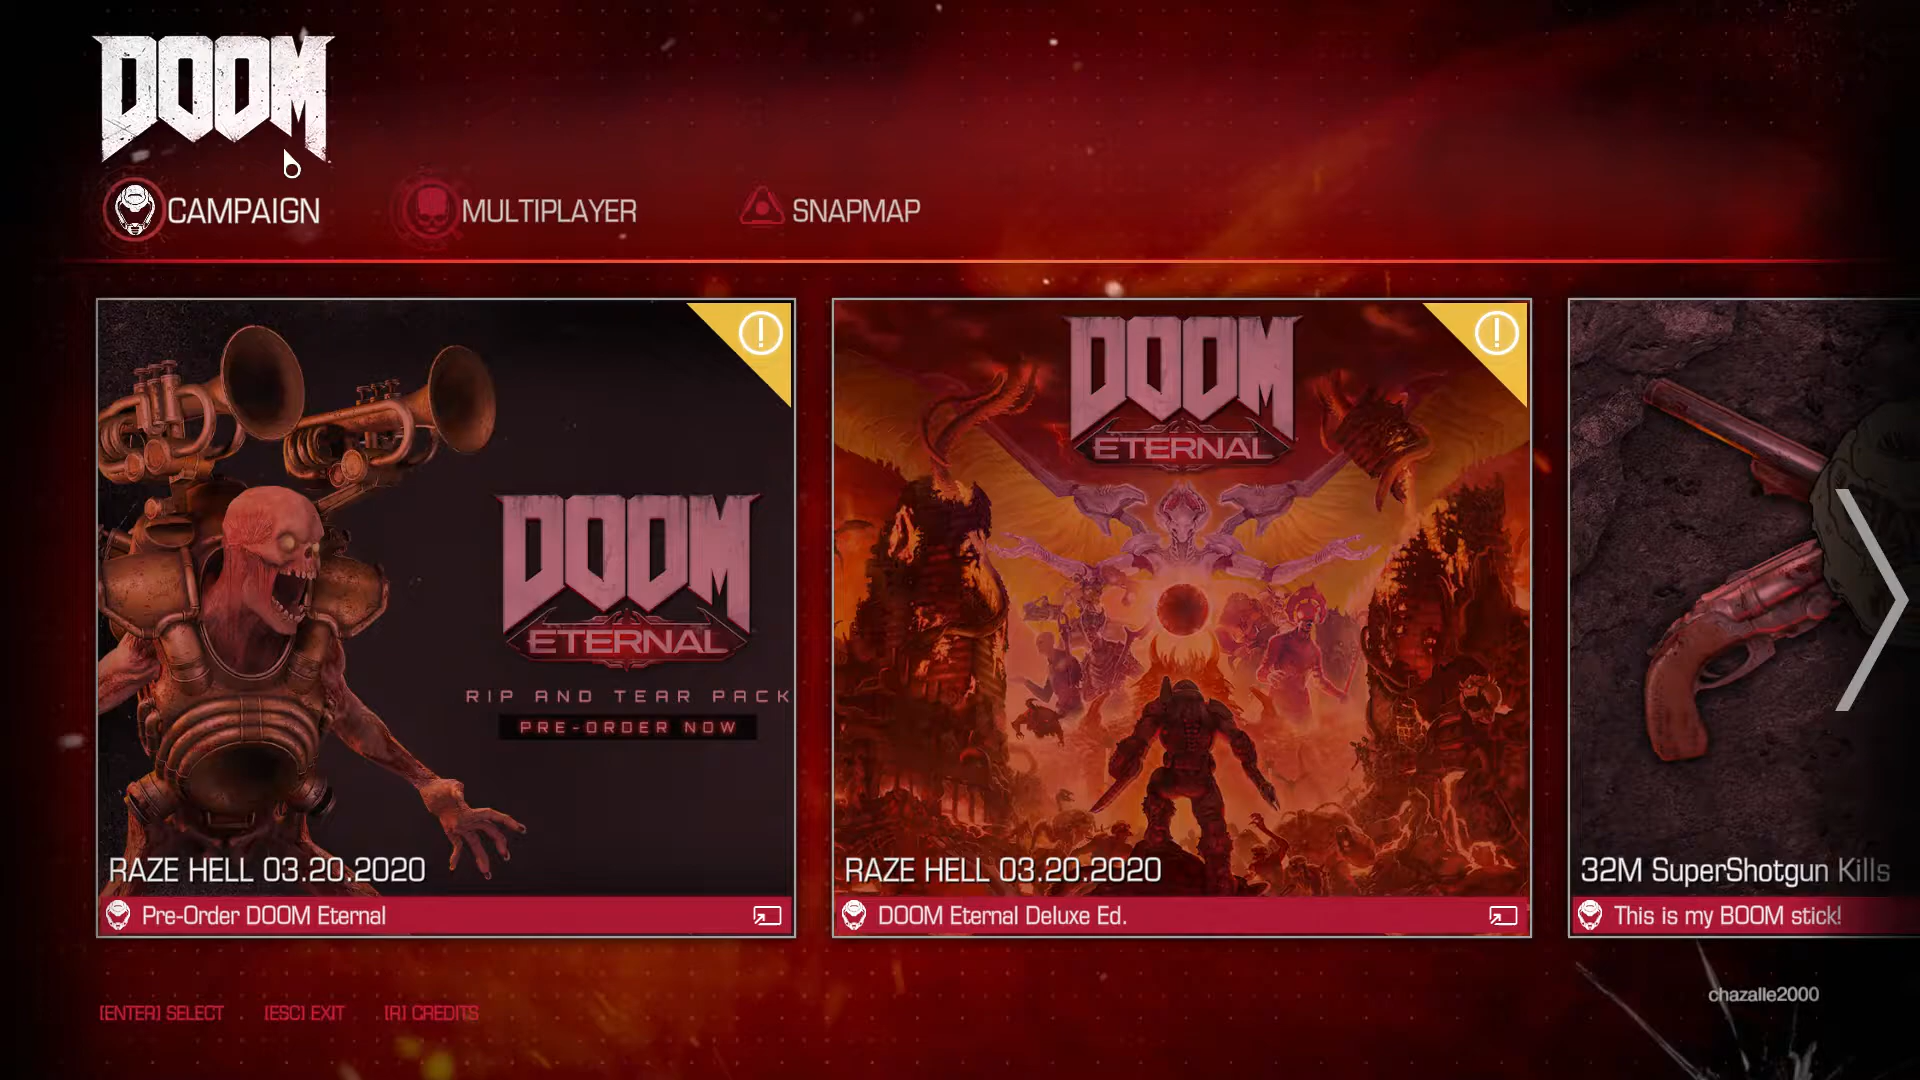 DOOM
CAMPAIGN
MULTIPLAYER
SNAPMAP
DOOM
ETERNAL
RIP AND TEAR PACK
PRE-ORDER NOW
RAZE HELL 03.20.2020
Pre-Order DOOM Eternal
DOOM
ETERNAL
RAZE HELL 03.20.2020
DOOM Eternal Deluxe Ed.
32M SuperShotgun Kills
This is my BOOM stick!
[ENTER] SELECT
[ESC] EXIT
[R] CREDITS
chazalle2000